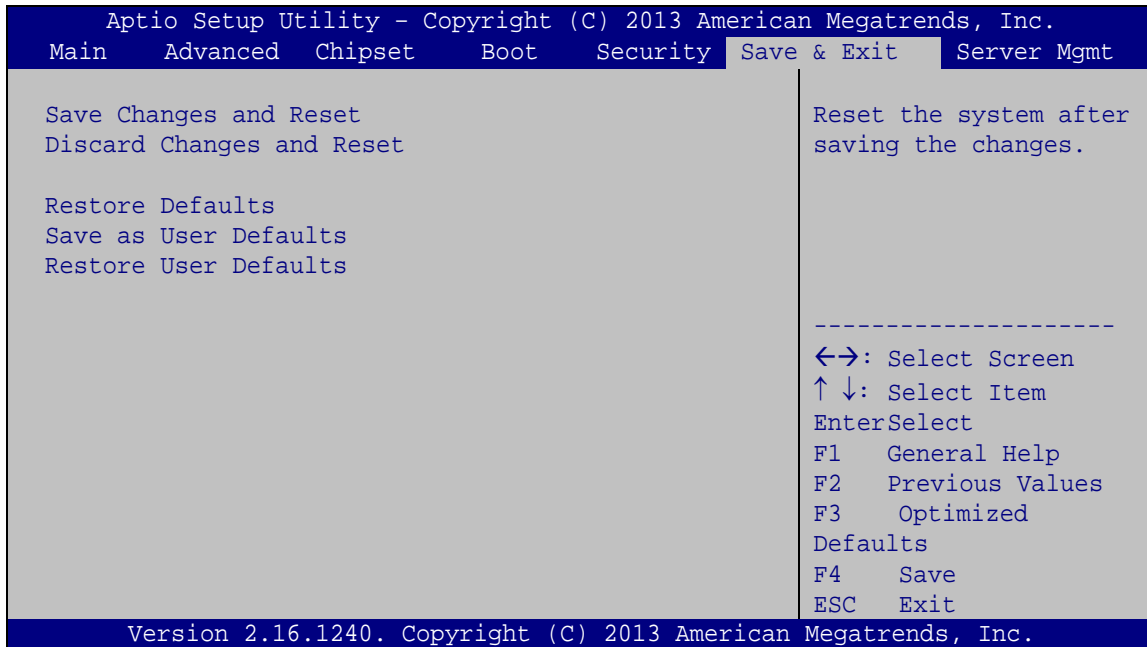 Aptio Setup Utility – Copyright (C) 2013 American Megatrends, Inc.
Main Advanced Chipset Boot Security Save & Exit Server Mgmt
Save Changes and Reset
Discard Changes and Reset
Restore Defaults
Save as User Defaults
Restore User Defaults
Reset the system after
saving the changes.
---------------------
←→: Select Screen
↑ ↓: Select Item
EnterSelect
F1 General Help
F2 Previous Values
F3 Optimized
Defaults
F4 Save
ESC Exit
Version 2.16.1240. Copyright (C) 2013 American Megatrends, Inc.